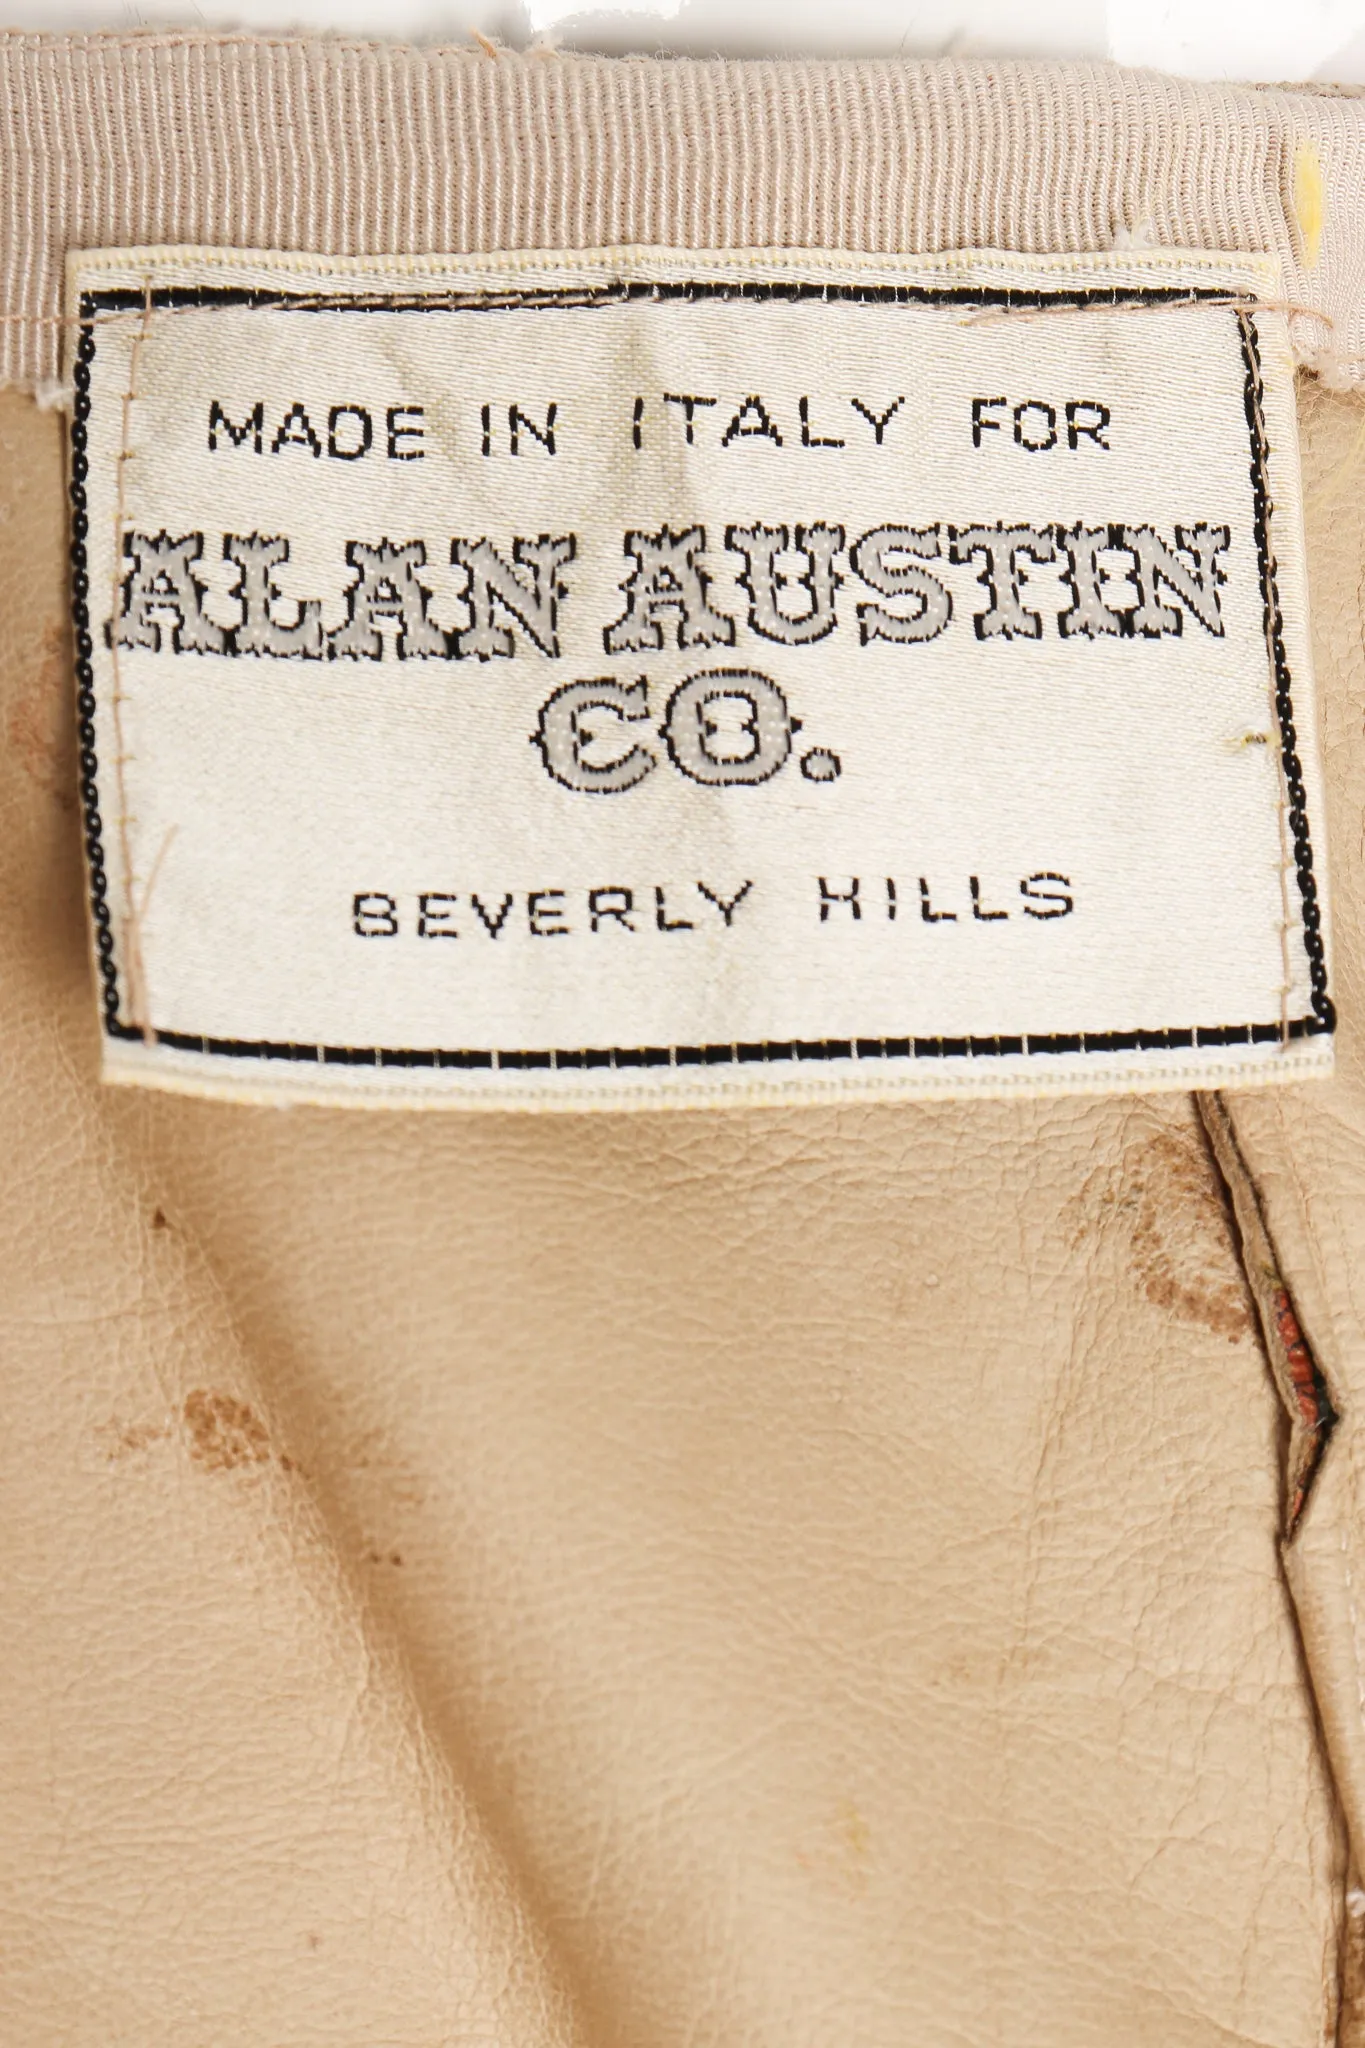 MADE IN ITALY FOR
ALAN AUSTIN
CO.
BEVERLY HILLS